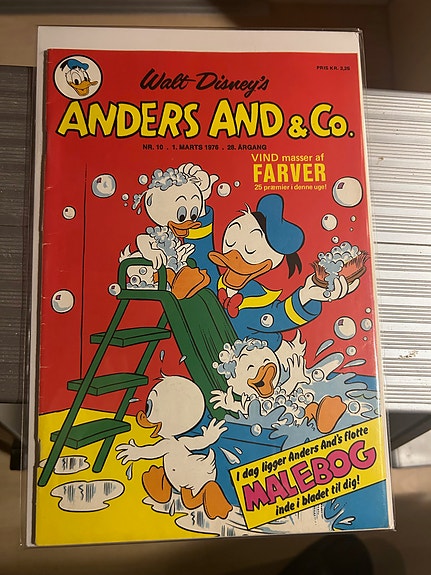 PRIS KR. 3,25
Walt Disney's
ANDERS AND & Co.
NR. 10 . 1. MARTS 1976 . 28. ÅRGANG
VIND masser af
FARVER
25 præmier i denne uge!
I dag ligger Anders And's flotte
MALEBOG
inde i bladet til dig!